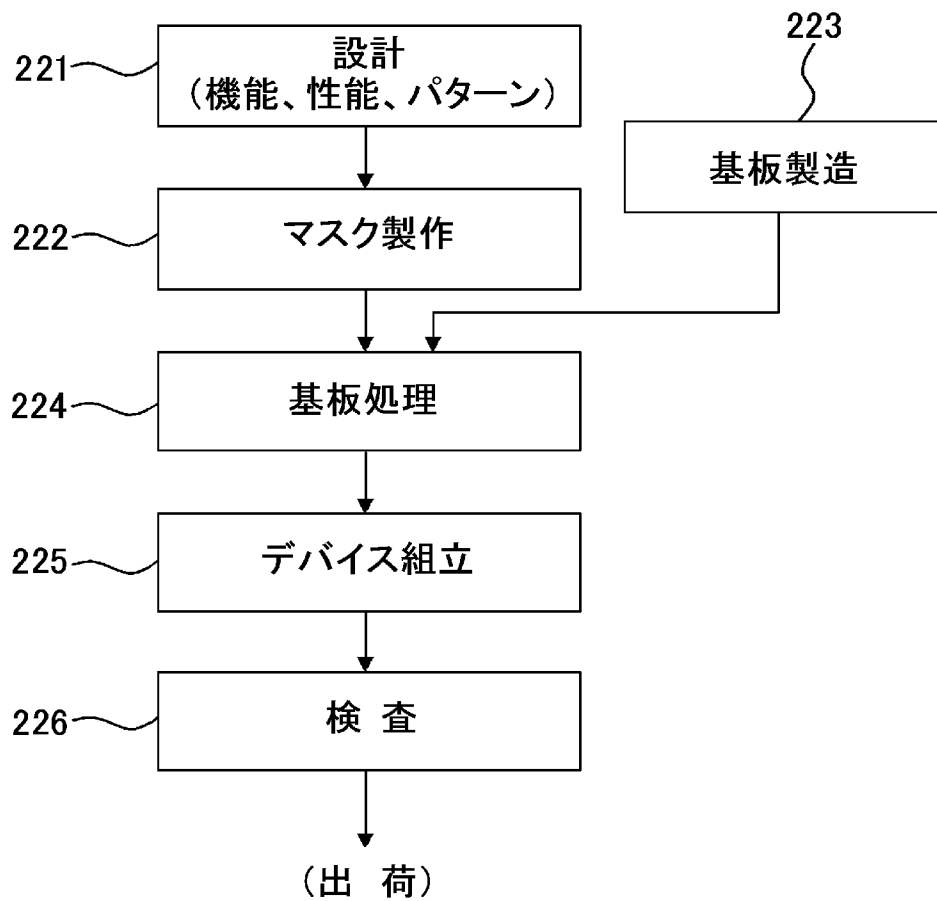 223
221
設計
（機能、性能、パターン）
基板製造
222
マスク製作
224
基板処理
225
デバイス組立
226
検 査
（出 荷）